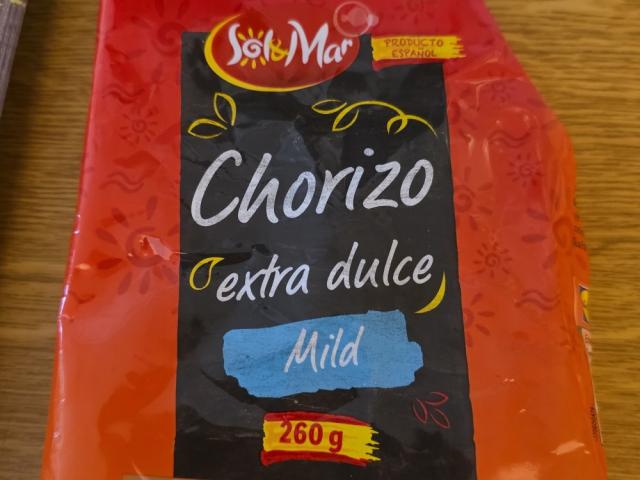 Sol&Mar
PRODUCTO
ESPAÑOL
Chorizo
extra dulce
Mild
260 g